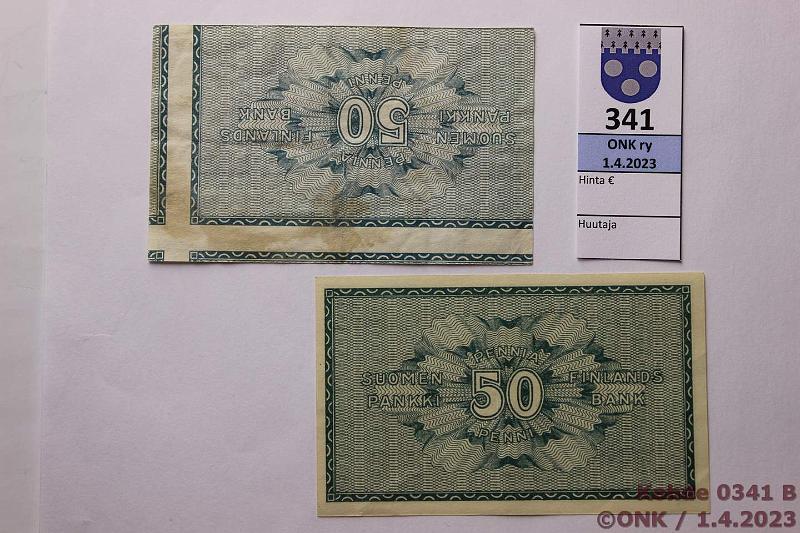 PENNI
50
SUOMEN
PANKKI
FINLANDS
BANK
PENNIÄ
341
ONK ry
1.4.2023
Hinta €
Huutaja
PENNIÄ
SUOMEN
PANKKI
50
FINLANDS
BANK
PENNI
Kohde 0341 B
©ONK / 1.4.2023